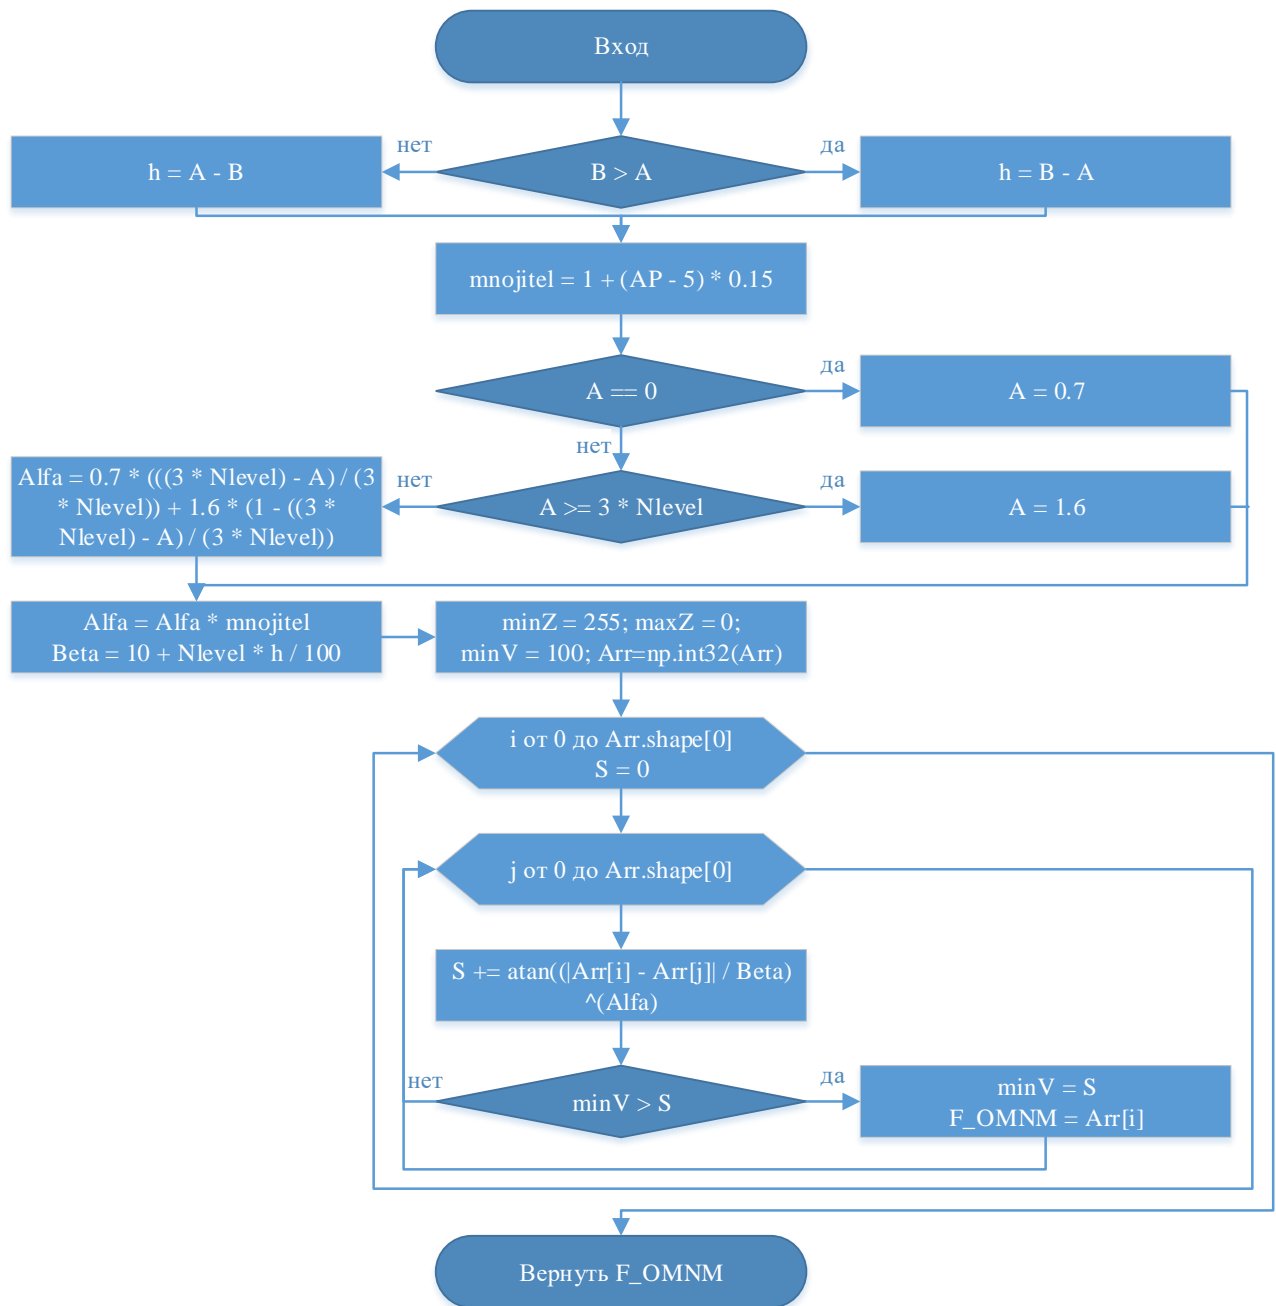 Вход
нет
да
h = A - B
B > A
h = B - A
mnojitel = 1 + (AP - 5) * 0.15
да
A == 0
A = 0.7
нет
Alfa = 0.7 * (((3 * Nlevel) - A) / (3
* Nlevel)) + 1.6 * (1 - ((3 *
Nlevel) - A) / (3 * Nlevel))
нет
да
A >= 3 * Nlevel
A = 1.6
Alfa = Alfa * mnojitel
Beta = 10 + Nlevel * h / 100
minZ = 255; maxZ = 0;
minV = 100; Arr=np.int32(Arr)
i от 0 до Arr.shape[0]
S = 0
j от 0 до Arr.shape[0]
S += atan((|Arr[i] - Arr[j]| / Beta)
^(Alfa)
нет
да
minV > S
minV = S
F_OMNM = Arr[i]
Вернуть F_OMNM